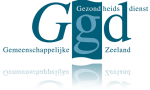 Gezondheids dienst
Ggd
Gemeenschappelijke Zeeland